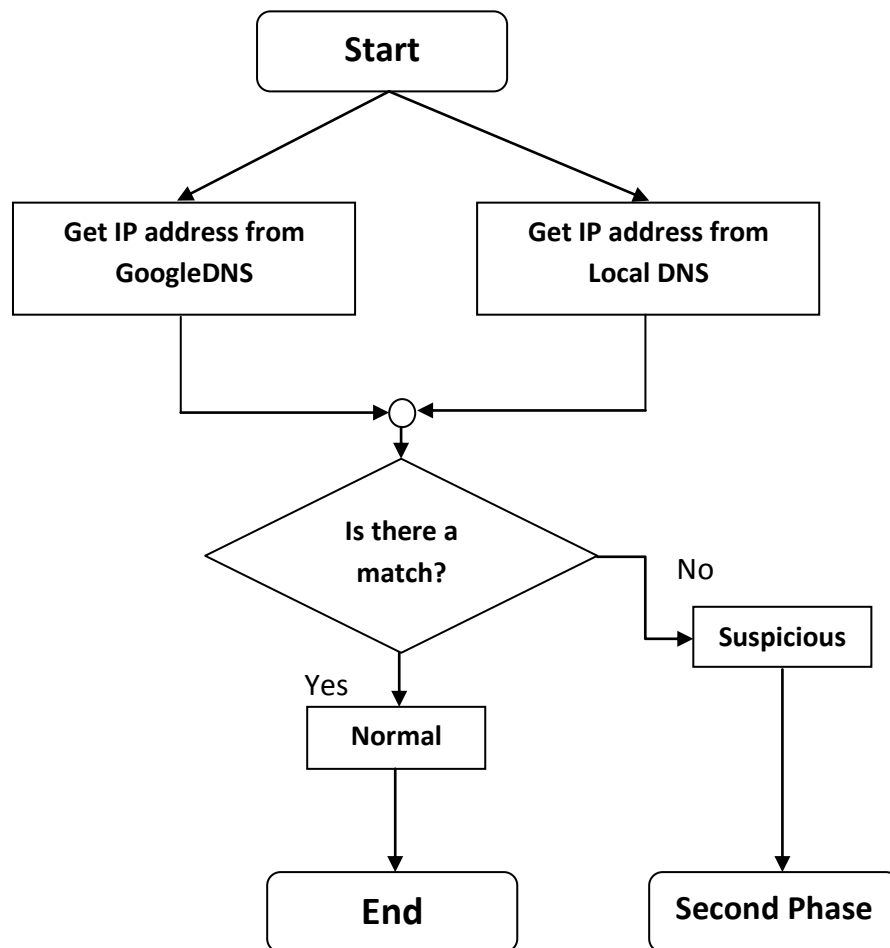 Start
Get IP address from
GoogleDNS
Get IP address from
Local DNS
Is there a
match?
No
Suspicious
Yes
Normal
End
Second Phase